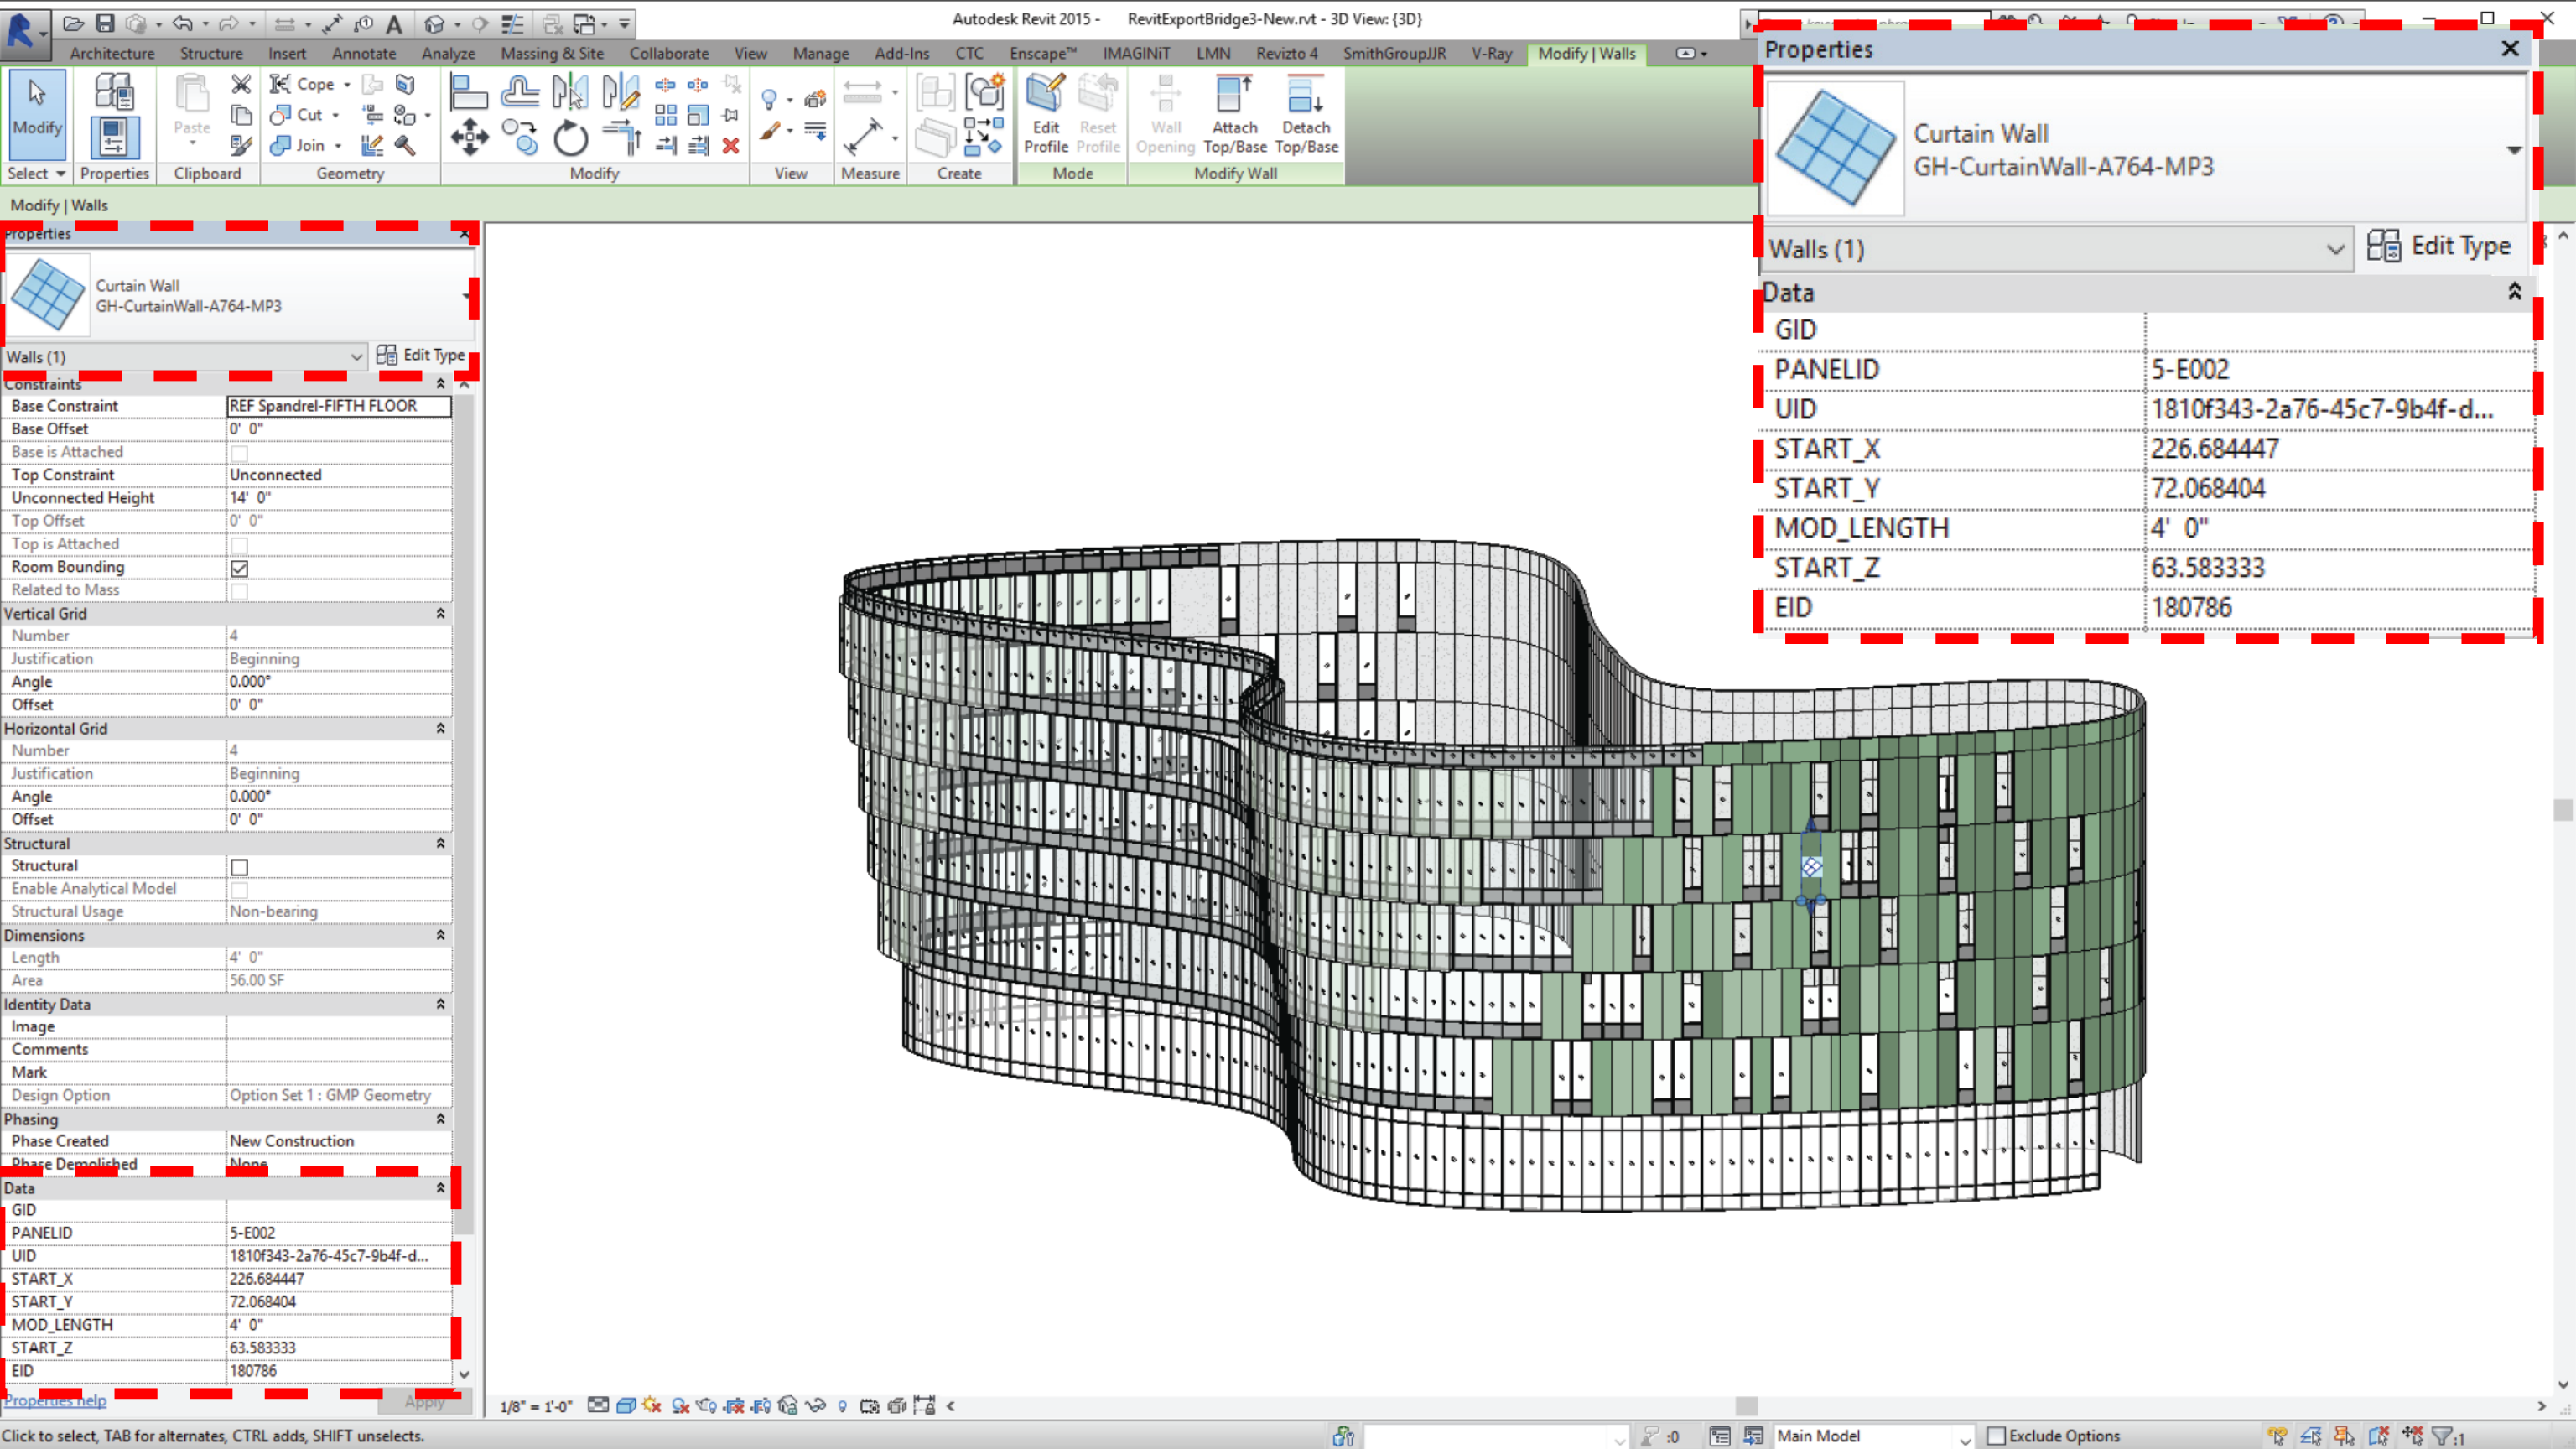 Autodesk Revit 2015 - RevitExportBridge3-New.rvt - 3D View: {3D}
Architecture Structure Insert Annotate Analyze Massing & Site Collaborate View Manage Add-Ins CTC Enscape™ IMAGINiT LMN Revizto 4 SmithGroupJJR V-Ray Modify | Walls
Modify
Paste
Cope
Cut
Join
Edit Profile
Reset Profile
Wall Opening
Attach Top/Base
Detach Top/Base
Select Properties Clipboard Geometry Modify View Measure Create Mode Modify Wall
Modify | Walls
Properties
Curtain Wall
GH-CurtainWall-A764-MP3
Walls (1) Edit Type
Constraints
Base Constraint REF Spandrel-FIFTH FLOOR
Base Offset 0' 0"
Base is Attached
Top Constraint Unconnected
Unconnected Height 14' 0"
Top Offset 0' 0"
Top is Attached
Room Bounding
Related to Mass
Vertical Grid
Number 4
Justification Beginning
Angle 0.000°
Offset 0' 0"
Horizontal Grid
Number 4
Justification Beginning
Angle 0.000°
Offset 0' 0"
Structural
Structural
Enable Analytical Model
Structural Usage Non-bearing
Dimensions
Length 4' 0"
Area 56.00 SF
Identity Data
Image
Comments
Mark
Design Option Option Set 1 : GMP Geometry
Phasing
Phase Created New Construction
Phase Demolished None
Data
GID
PANELID 5-E002
UID 1810f343-2a76-45c7-9b4f-d...
START_X 226.684447
START_Y 72.068404
MOD_LENGTH 4' 0"
START_Z 63.583333
EID 180786
Properties help Apply
Properties
Curtain Wall
GH-CurtainWall-A764-MP3
Walls (1) Edit Type
Data
GID
PANELID 5-E002
UID 1810f343-2a76-45c7-9b4f-d...
START_X 226.684447
START_Y 72.068404
MOD_LENGTH 4' 0"
START_Z 63.583333
EID 180786
1/8" = 1'-0"
Click to select, TAB for alternates, CTRL adds, SHIFT unselects. :0 Main Model Exclude Options :1